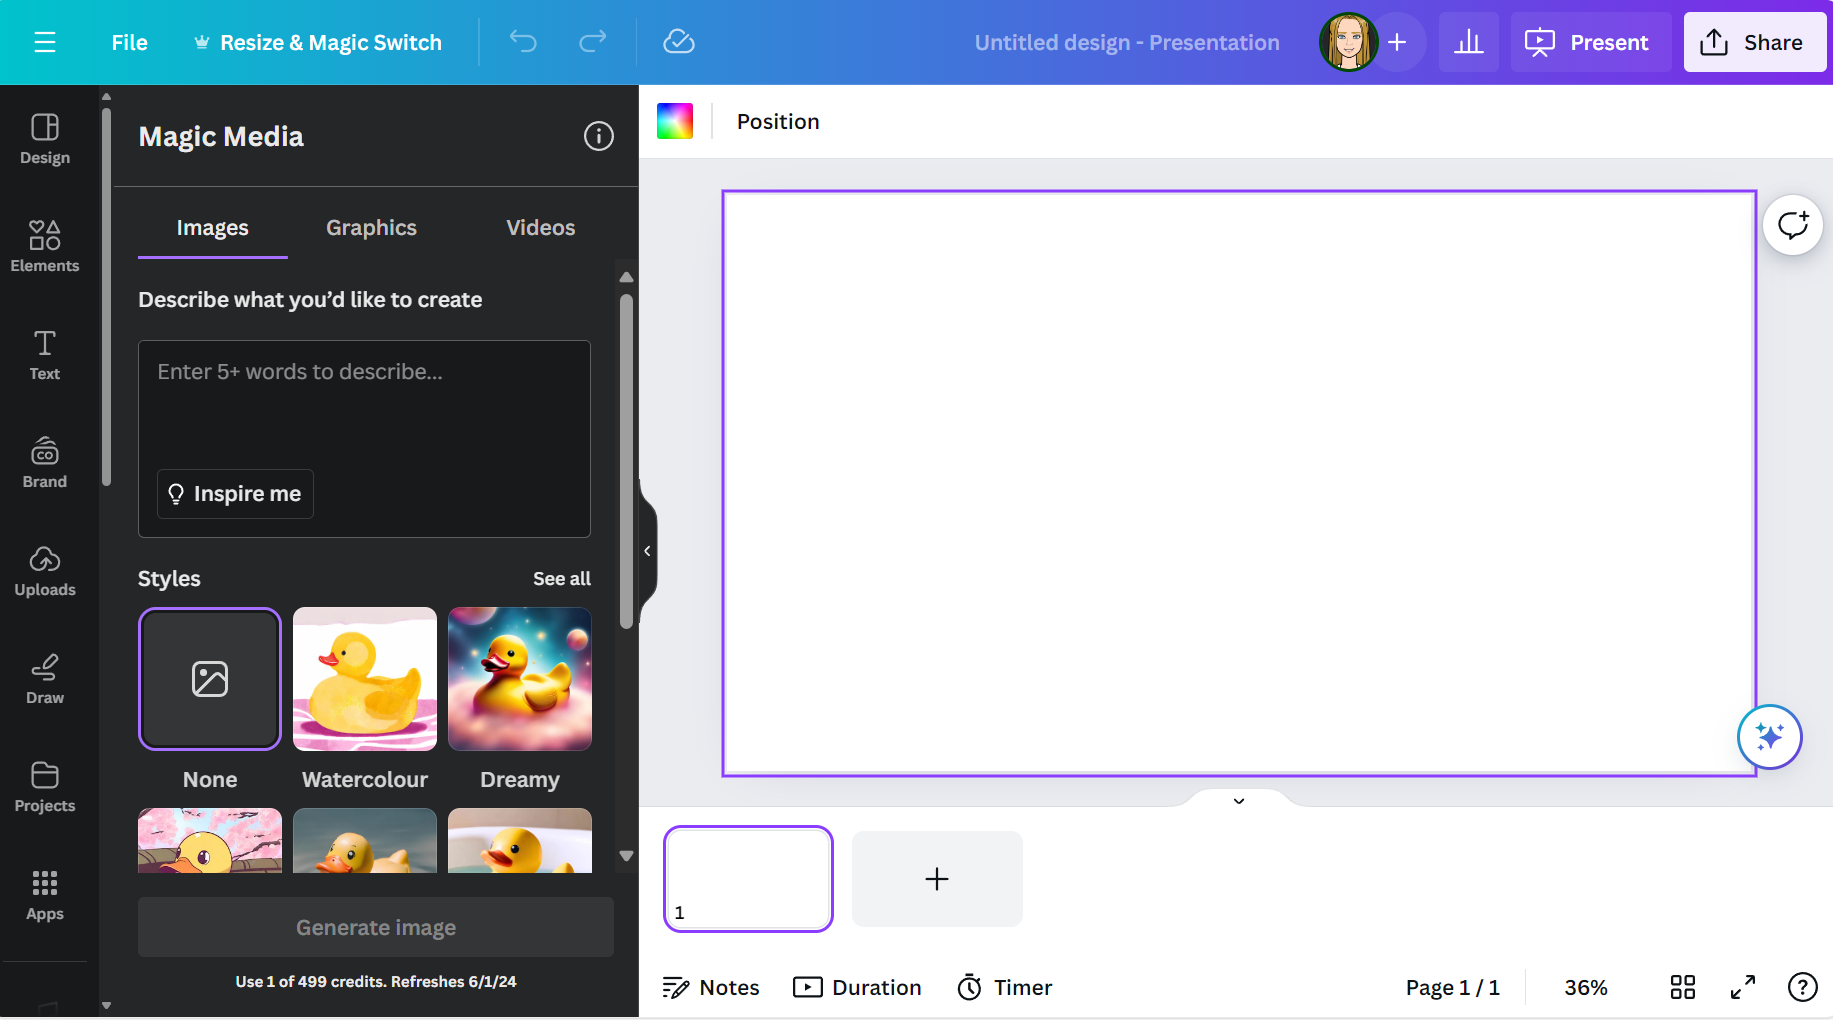 File
Resize & Magic Switch
Untitled design - Presentation
Present
Share
Design
Elements
Text
CO
Brand
Uploads
Draw
Projects
Apps
Magic Media
Images
Graphics
Videos
Describe what you’d like to create
Enter 5+ words to describe...
Inspire me
Styles
See all
None
Watercolour
Dreamy
Generate image
Use 1 of 499 credits. Refreshes 6/1/24
Position
1
Notes
Duration
Timer
Page 1 / 1
36%